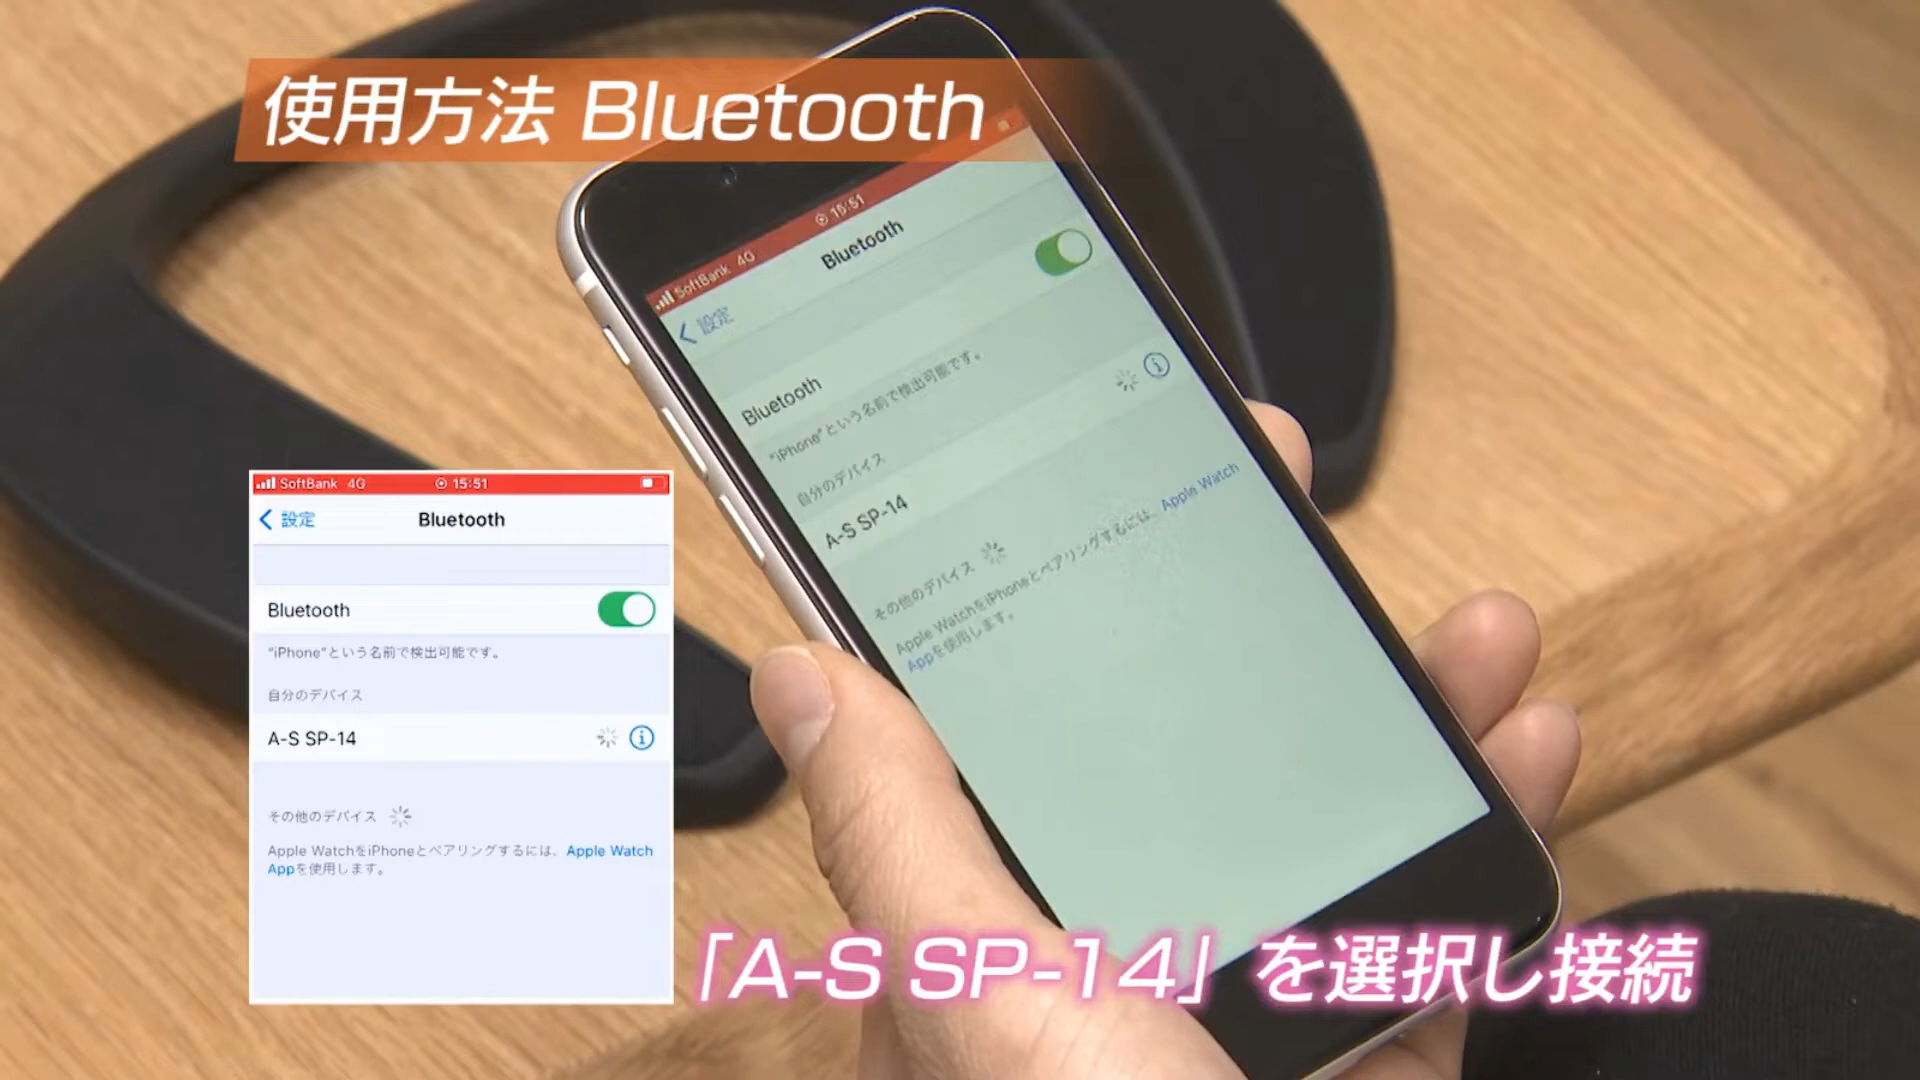 使用方法 Bluetooth
SoftBank 4G 15:51
設定
Bluetooth
Bluetooth
"iPhone"という名前で検出可能です。
自分のデバイス
A-S SP-14
その他のデバイス
Apple WatchをiPhoneとペアリングするには、Apple Watch
Appを使用します。
SoftBank 4G 15:51
設定 Bluetooth
Bluetooth
"iPhone"という名前で検出可能です。
自分のデバイス
A-S SP-14
その他のデバイス
Apple WatchをiPhoneとペアリングするには、Apple Watch
Appを使用します。
「A-S SP-14」を選択し接続